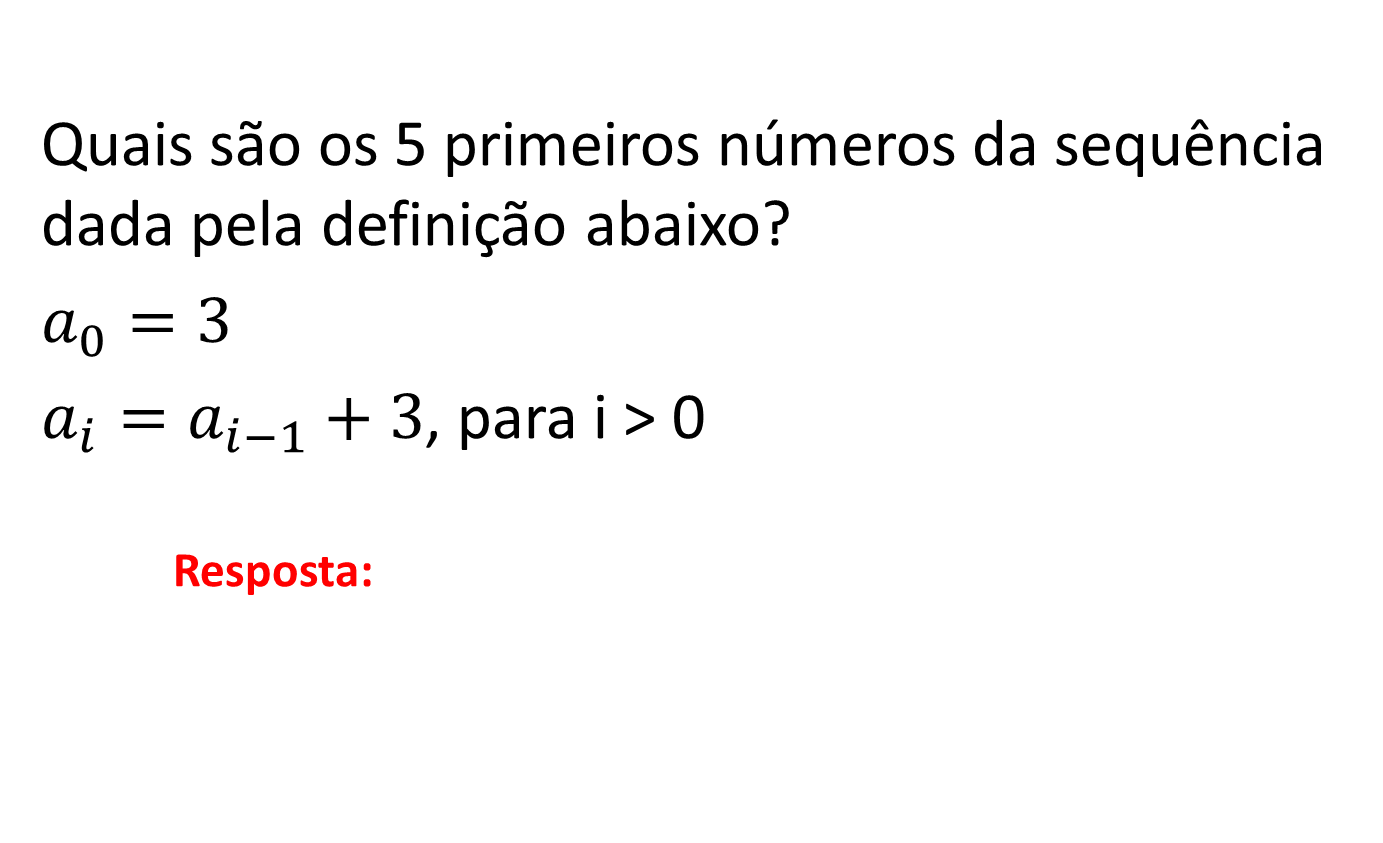 Quais são os 5 primeiros números da sequência
dada pela definição abaixo?
a₀ = 3
aᵢ = aᵢ₋₁ + 3, para i > 0
Resposta: